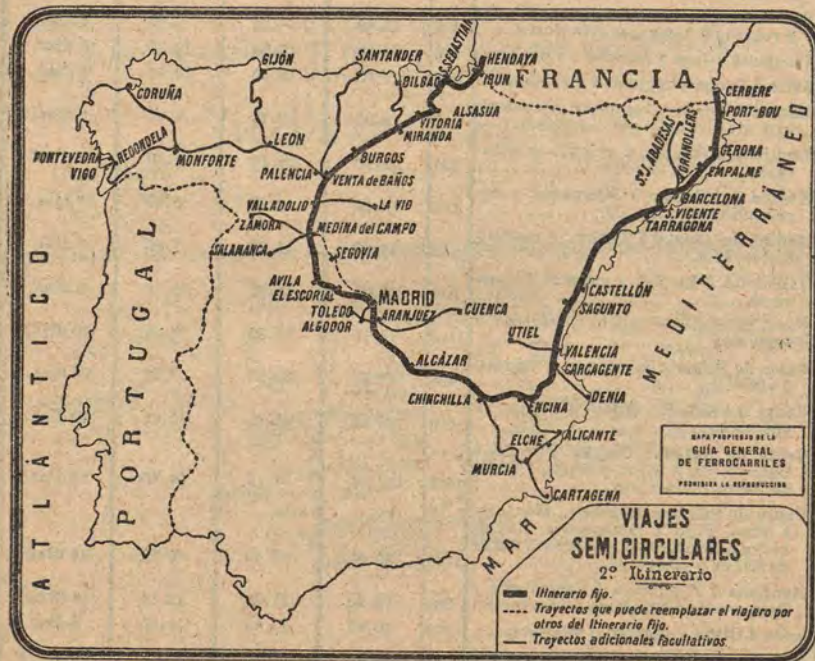 GIJÓN
SANTANDER
S. SEBASTIAN
HENDAYA
IRUN
BILBAO
FRANCIA
CERBERE
PORT-BOU
CORUÑA
ALSASUA
VITORIA
MIRANDA
LEON
Sn. J. ABADESAS
GRANOLLERS
GERONA
EMPALME
PONTEVEDRA
REDONDELA
VIGO
MONFORTE
BURGOS
PALENCIA
VENTA de BAÑOS
BARCELONA
S. VICENTE
TARRAGONA
VALLADOLID
LA VID
ZAMORA
MEDINA del CAMPO
SALAMANCA
SEGOVIA
AVILA
EL ESCORIAL
MADRID
CASTELLÓN
SAGUNTO
TOLEDO
ARANJUEZ
CUENCA
ALGODOR
UTIEL
VALENCIA
CARCAGENTE
ALCÁZAR
CHINCHILLA
ENCINA
DENIA
ELCHE
ALICANTE
MURCIA
CARTAGENA
PORTUGAL
ATLÁNTICO
MAR
MEDITERRÁNEO
MAPA PROPIEDAD DE LA
GUÍA GENERAL
DE FERROCARRILES
PROHIBIDA LA REPRODUCCION
VIAJES
SEMICIRCULARES
2º Itinerario
Itinerario fijo.
Trayectos que puede reemplazar el viajero por
otros del Itinerario Fijo.
Trayectos adicionales facultativos.